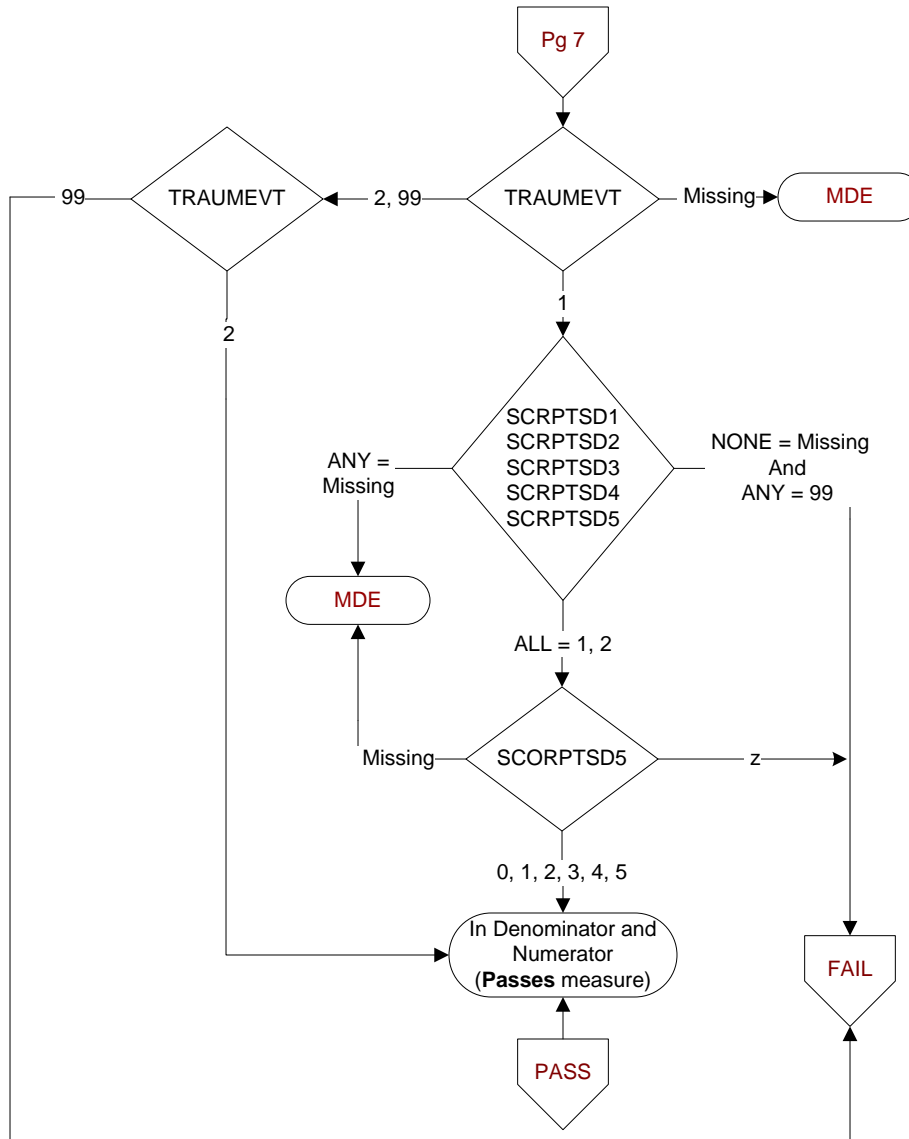 Pg 7
TRAUMEVT
99
2, 99
TRAUMEVT
Missing
MDE
1
2
SCRPTSD1
SCRPTSD2
SCRPTSD3
SCRPTSD4
SCRPTSD5
ANY =
Missing
NONE = Missing
And
ANY = 99
MDE
ALL = 1, 2
Missing
SCORPTSD5
z
0, 1, 2, 3, 4, 5
In Denominator and
Numerator
(Passes measure)
FAIL
PASS